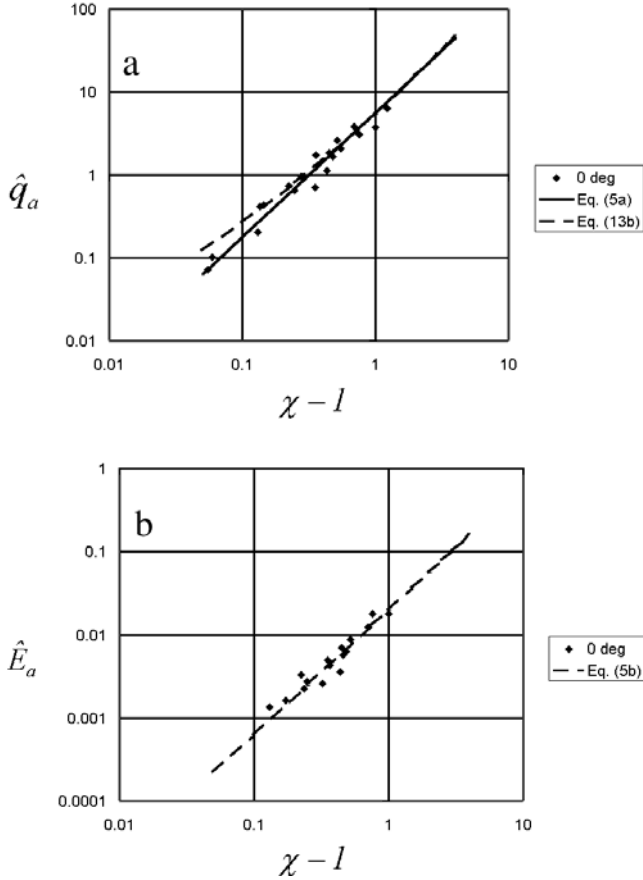 100
a
10
1
0.1
0.01
q̂a
0.01 0.1 1 10
χ – 1
0 deg
Eq. (5a)
Eq. (13b)
1
b
0.1
0.01
0.001
0.0001
Êa
0.01 0.1 1 10
χ – 1
0 deg
Eq. (5b)